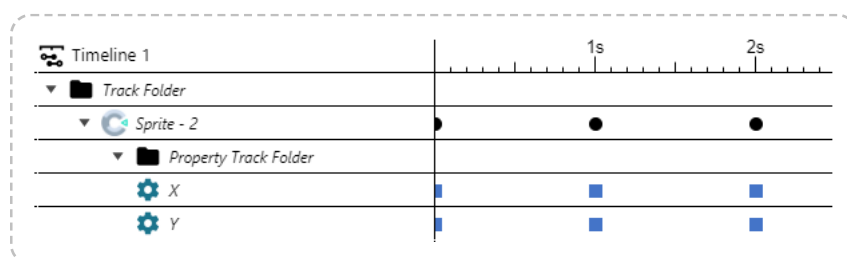 Timeline 1 1s 2s
Track Folder
Sprite - 2
Property Track Folder
X
Y